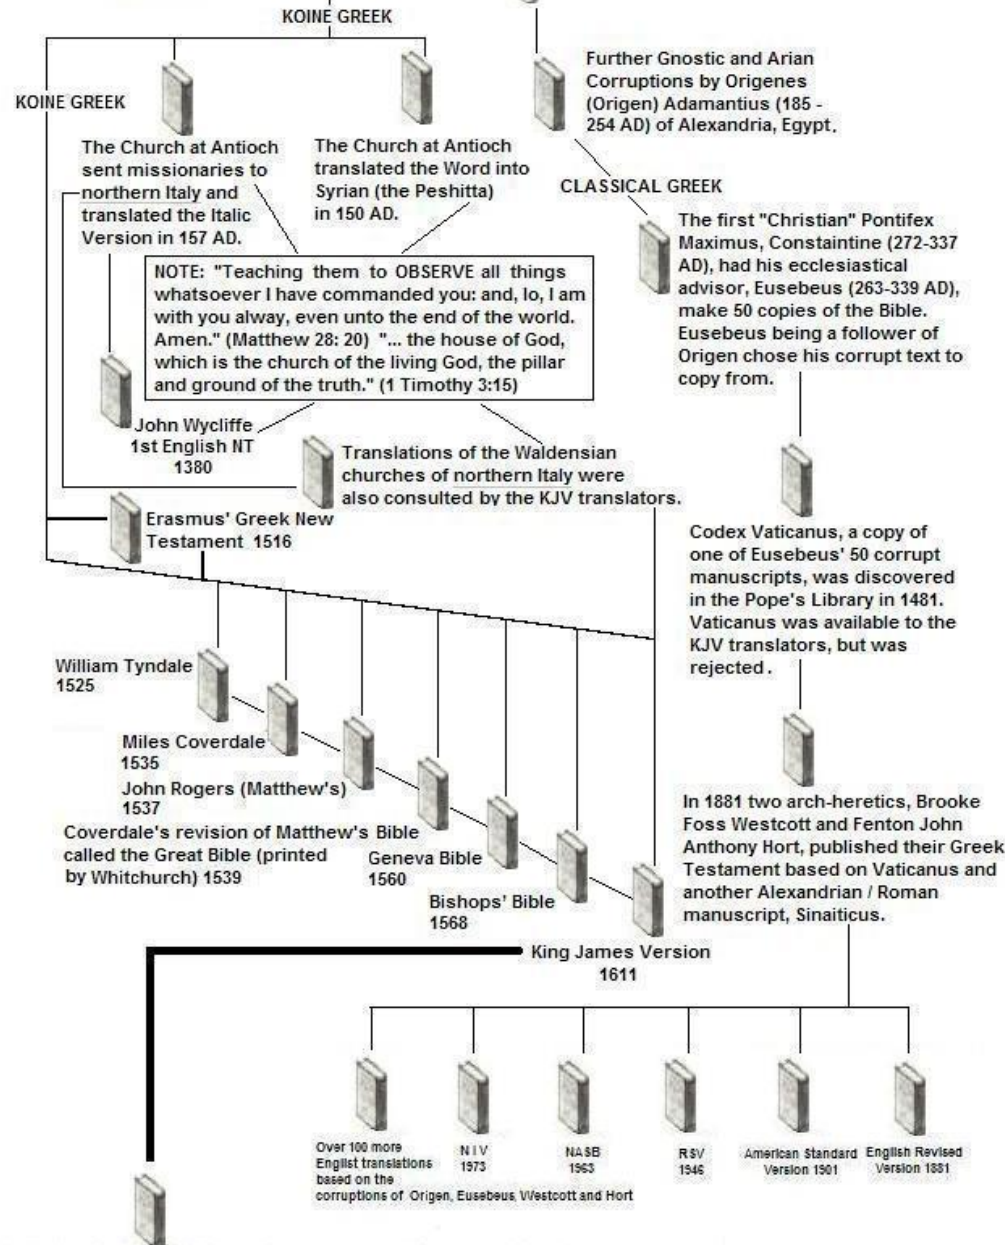 KOINE GREEK
KOINE GREEK
Further Gnostic and Arian
Corruptions by Origenes
(Origen) Adamantius (185 -
254 AD) of Alexandria, Egypt.
The Church at Antioch
sent missionaries to
northern Italy and
translated the Italic
Version in 157 AD.
The Church at Antioch
translated the Word into
Syrian (the Peshitta)
in 150 AD.
CLASSICAL GREEK
The first "Christian" Pontifex
Maximus, Constaintine (272-337
AD), had his ecclesiastical
advisor, Eusebeus (263-339 AD),
make 50 copies of the Bible.
Eusebeus being a follower of
Origen chose his corrupt text to
copy from.
NOTE: "Teaching them to OBSERVE all things
whatsoever I have commanded you: and, lo, I am
with you alway, even unto the end of the world.
Amen." (Matthew 28: 20) "... the house of God,
which is the church of the living God, the pillar
and ground of the truth." (1 Timothy 3:15)
John Wycliffe
1st English NT
1380
Translations of the Waldensian
churches of northern Italy were
also consulted by the KJV translators.
Erasmus' Greek New
Testament 1516
Codex Vaticanus, a copy of
one of Eusebeus' 50 corrupt
manuscripts, was discovered
in the Pope's Library in 1481.
Vaticanus was available to the
KJV translators, but was
rejected .
William Tyndale
1525
Miles Coverdale
1535
John Rogers (Matthew's)
1537
Coverdale's revision of Matthew's Bible
called the Great Bible (printed
by Whitchurch) 1539
Geneva Bible
1560
Bishops' Bible
1568
In 1881 two arch-heretics, Brooke
Foss Westcott and Fenton John
Anthony Hort, published their Greek
Testament based on Vaticanus and
another Alexandrian / Roman
manuscript, Sinaiticus.
King James Version
1611
Over 100 more
Englist translations
based on the
corruptions of Origen, Eusebeus, Westcott and Hort
N I V
1973
NASB
1963
RSV
1946
American Standard
Version 1901
English Revised
Version 1881